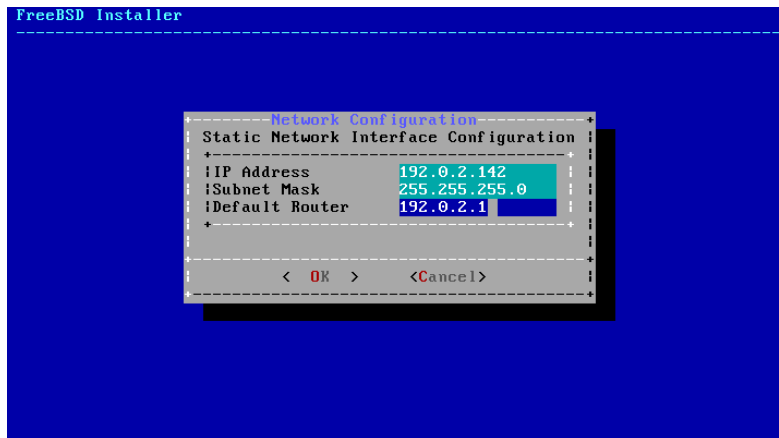 FreeBSD Installer
Network Configuration
Static Network Interface Configuration
IP Address 192.0.2.142
Subnet Mask 255.255.255.0
Default Router 192.0.2.1
< OK > <Cancel>